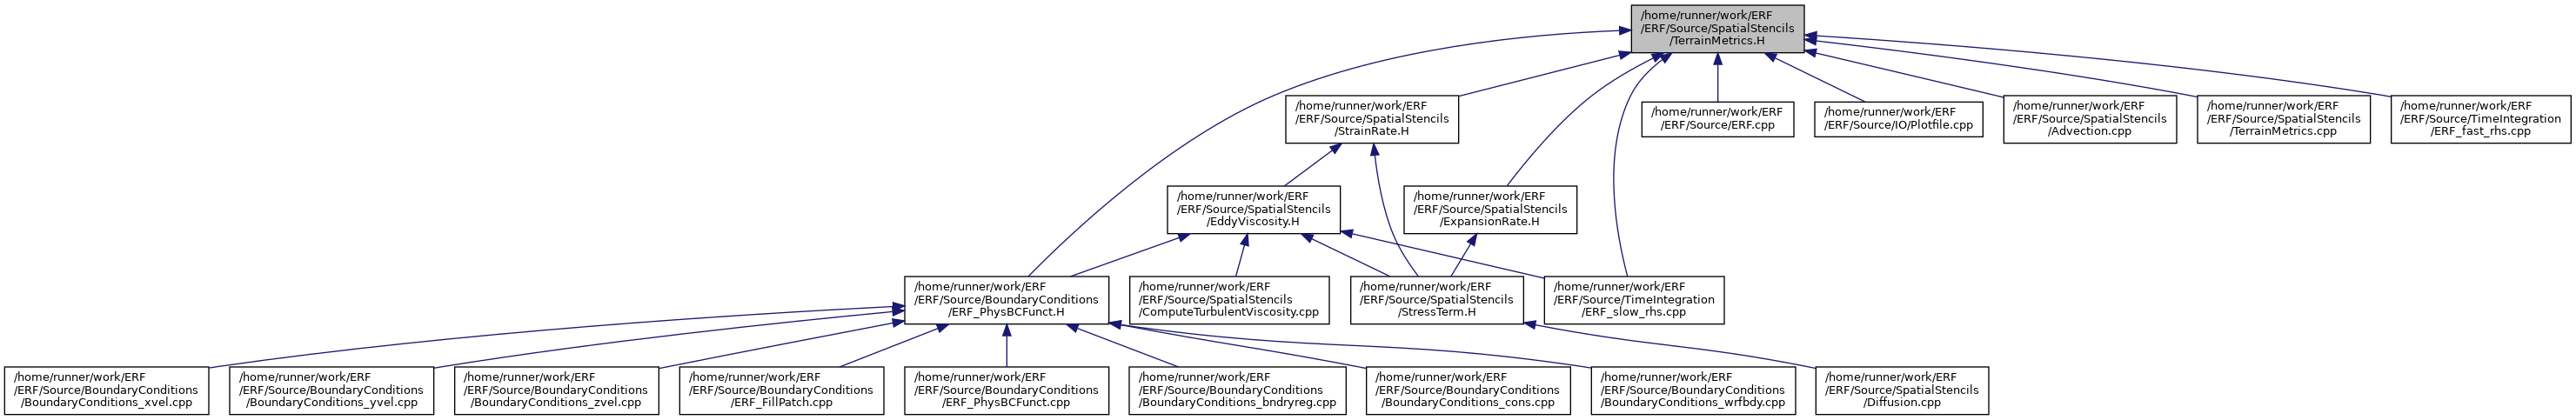 /home/runner/work/ERF
/ERF/Source/SpatialStencils
/TerrainMetrics.H
/home/runner/work/ERF
/ERF/Source/SpatialStencils
/StrainRate.H
/home/runner/work/ERF
/ERF/Source/ERF.cpp
/home/runner/work/ERF
/ERF/Source/IO/Plotfile.cpp
/home/runner/work/ERF
/ERF/Source/SpatialStencils
/Advection.cpp
/home/runner/work/ERF
/ERF/Source/SpatialStencils
/TerrainMetrics.cpp
/home/runner/work/ERF
/ERF/Source/TimeIntegration
/ERF_fast_rhs.cpp
/home/runner/work/ERF
/ERF/Source/SpatialStencils
/EddyViscosity.H
/home/runner/work/ERF
/ERF/Source/SpatialStencils
/ExpansionRate.H
/home/runner/work/ERF
/ERF/Source/BoundaryConditions
/ERF_PhysBCFunct.H
/home/runner/work/ERF
/ERF/Source/SpatialStencils
/ComputeTurbulentViscosity.cpp
/home/runner/work/ERF
/ERF/Source/SpatialStencils
/StressTerm.H
/home/runner/work/ERF
/ERF/Source/TimeIntegration
/ERF_slow_rhs.cpp
/home/runner/work/ERF
/ERF/Source/BoundaryConditions
/BoundaryConditions_xvel.cpp
/home/runner/work/ERF
/ERF/Source/BoundaryConditions
/BoundaryConditions_yvel.cpp
/home/runner/work/ERF
/ERF/Source/BoundaryConditions
/BoundaryConditions_zvel.cpp
/home/runner/work/ERF
/ERF/Source/BoundaryConditions
/ERF_FillPatch.cpp
/home/runner/work/ERF
/ERF/Source/BoundaryConditions
/ERF_PhysBCFunct.cpp
/home/runner/work/ERF
/ERF/Source/BoundaryConditions
/BoundaryConditions_bndryreg.cpp
/home/runner/work/ERF
/ERF/Source/BoundaryConditions
/BoundaryConditions_cons.cpp
/home/runner/work/ERF
/ERF/Source/BoundaryConditions
/BoundaryConditions_wrfbdy.cpp
/home/runner/work/ERF
/ERF/Source/SpatialStencils
/Diffusion.cpp